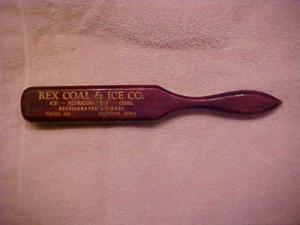 REX COAL & ICE CO.
ICE - REFRIGERATORS - COAL
REFRIGERATED LOCKERS